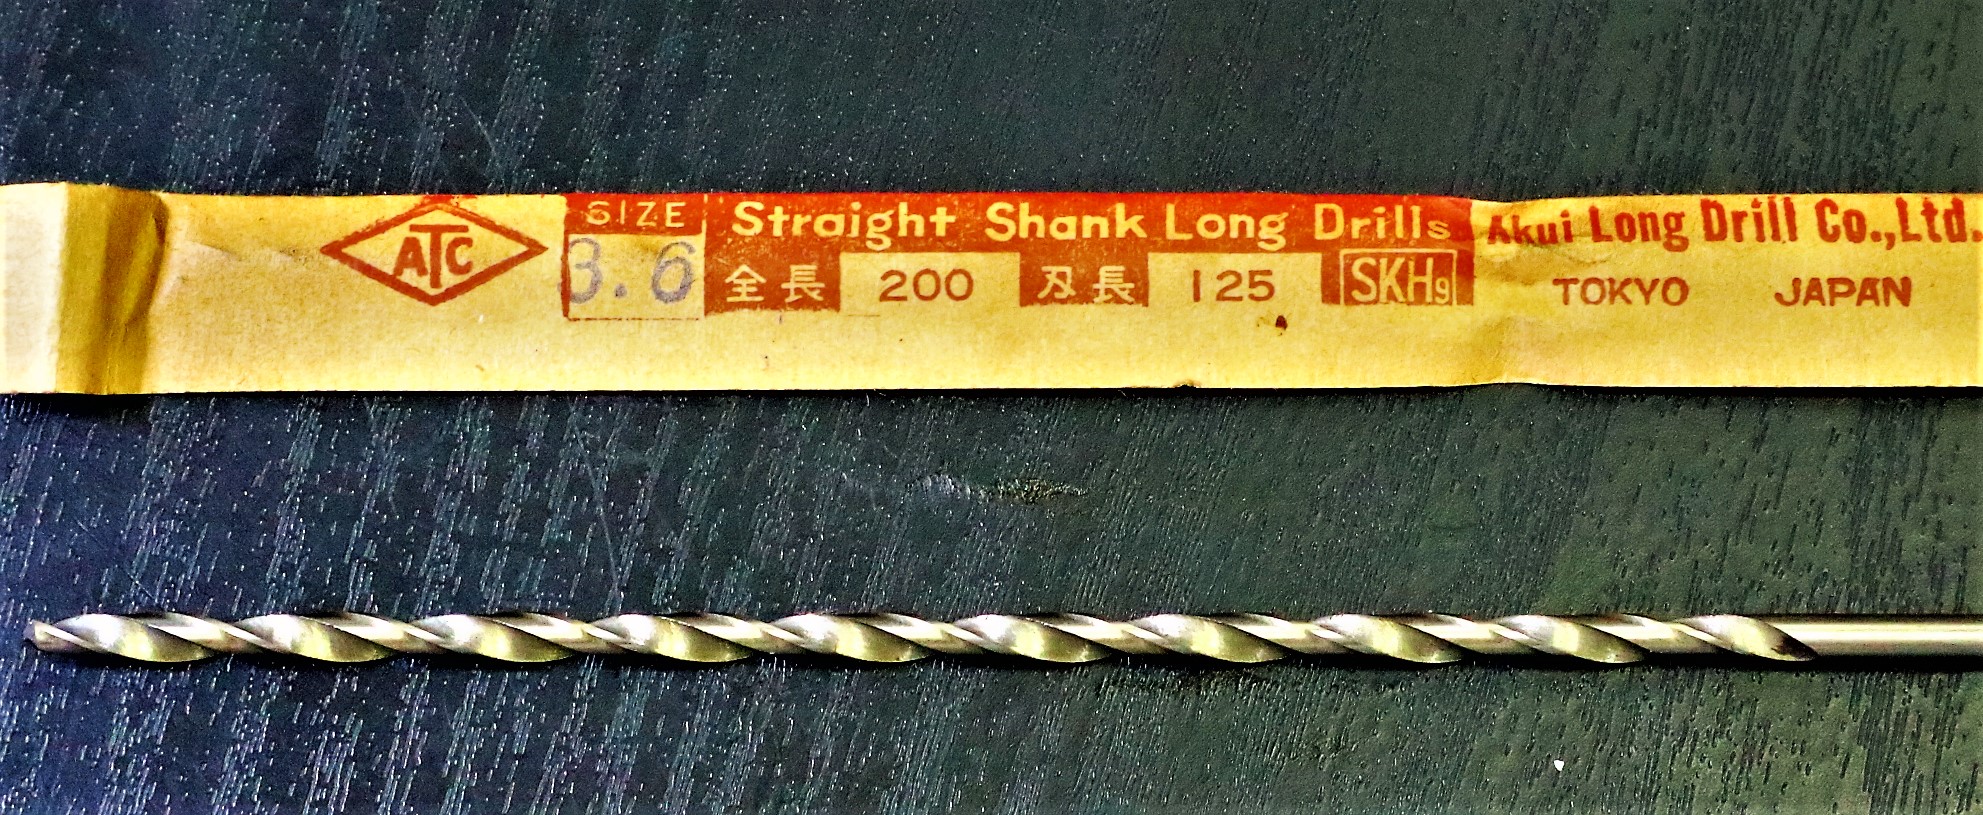 ATC
SIZE
3.6
Straight Shank Long Drills
全長 200 刃長 125 SKH9
Akui Long Drill Co.,Ltd.
TOKYO JAPAN